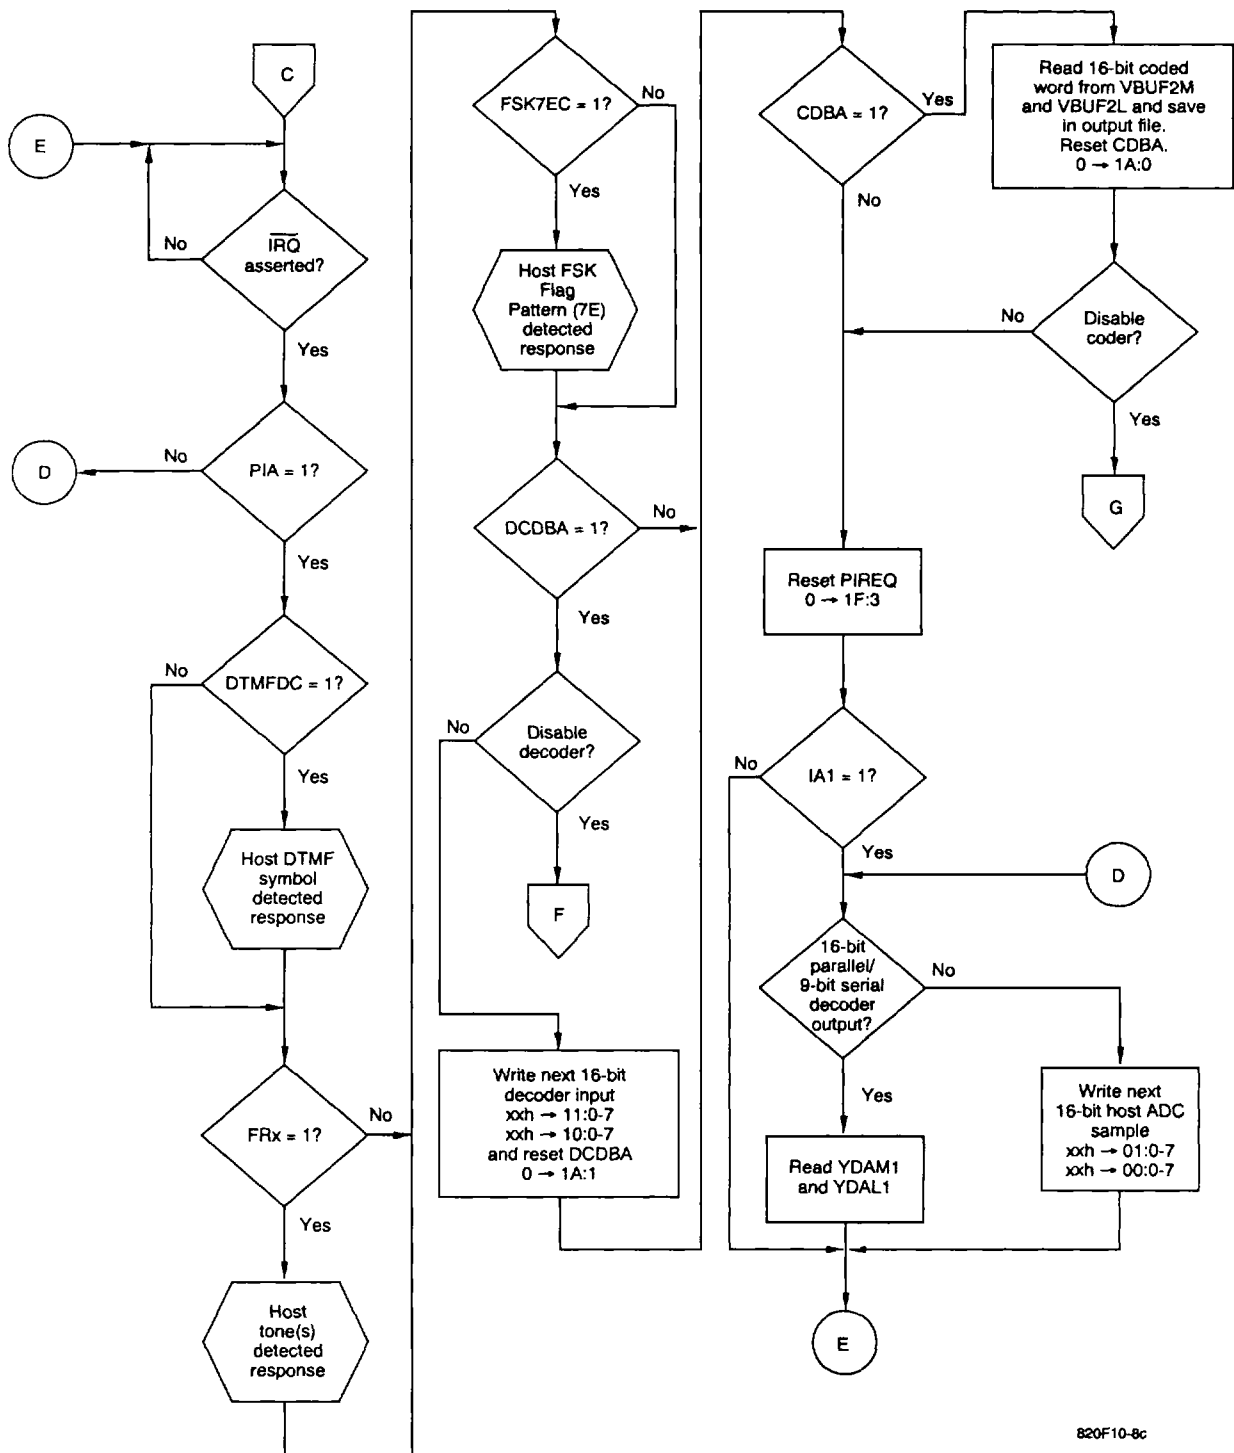 C
E
No
IRQ
asserted?
Yes
D
No
PIA = 1?
Yes
No
DTMFDC = 1?
Yes
Host DTMF
symbol
detected
response
FRx = 1?
No
Yes
Host
tone(s)
detected
response
FSK7EC = 1?
No
Yes
Host FSK
Flag
Pattern (7E)
detected
response
DCDBA = 1?
No
Yes
No
Disable
decoder?
Yes
F
Write next 16-bit
decoder input
xxh → 11:0-7
xxh → 10:0-7
and reset DCDBA
0 → 1A:1
CDBA = 1?
Yes
No
Read 16-bit coded
word from VBUF2M
and VBUF2L and save
in output file.
Reset CDBA.
0 → 1A:0
No
Disable
coder?
Yes
G
Reset PIREQ
0 → 1F:3
No
IA1 = 1?
Yes
D
16-bit
parallel/
9-bit serial
decoder
output?
No
Yes
Read YDAM1
and YDAL1
Write next
16-bit host ADC
sample
xxh → 01:0-7
xxh → 00:0-7
E
820F10-8c